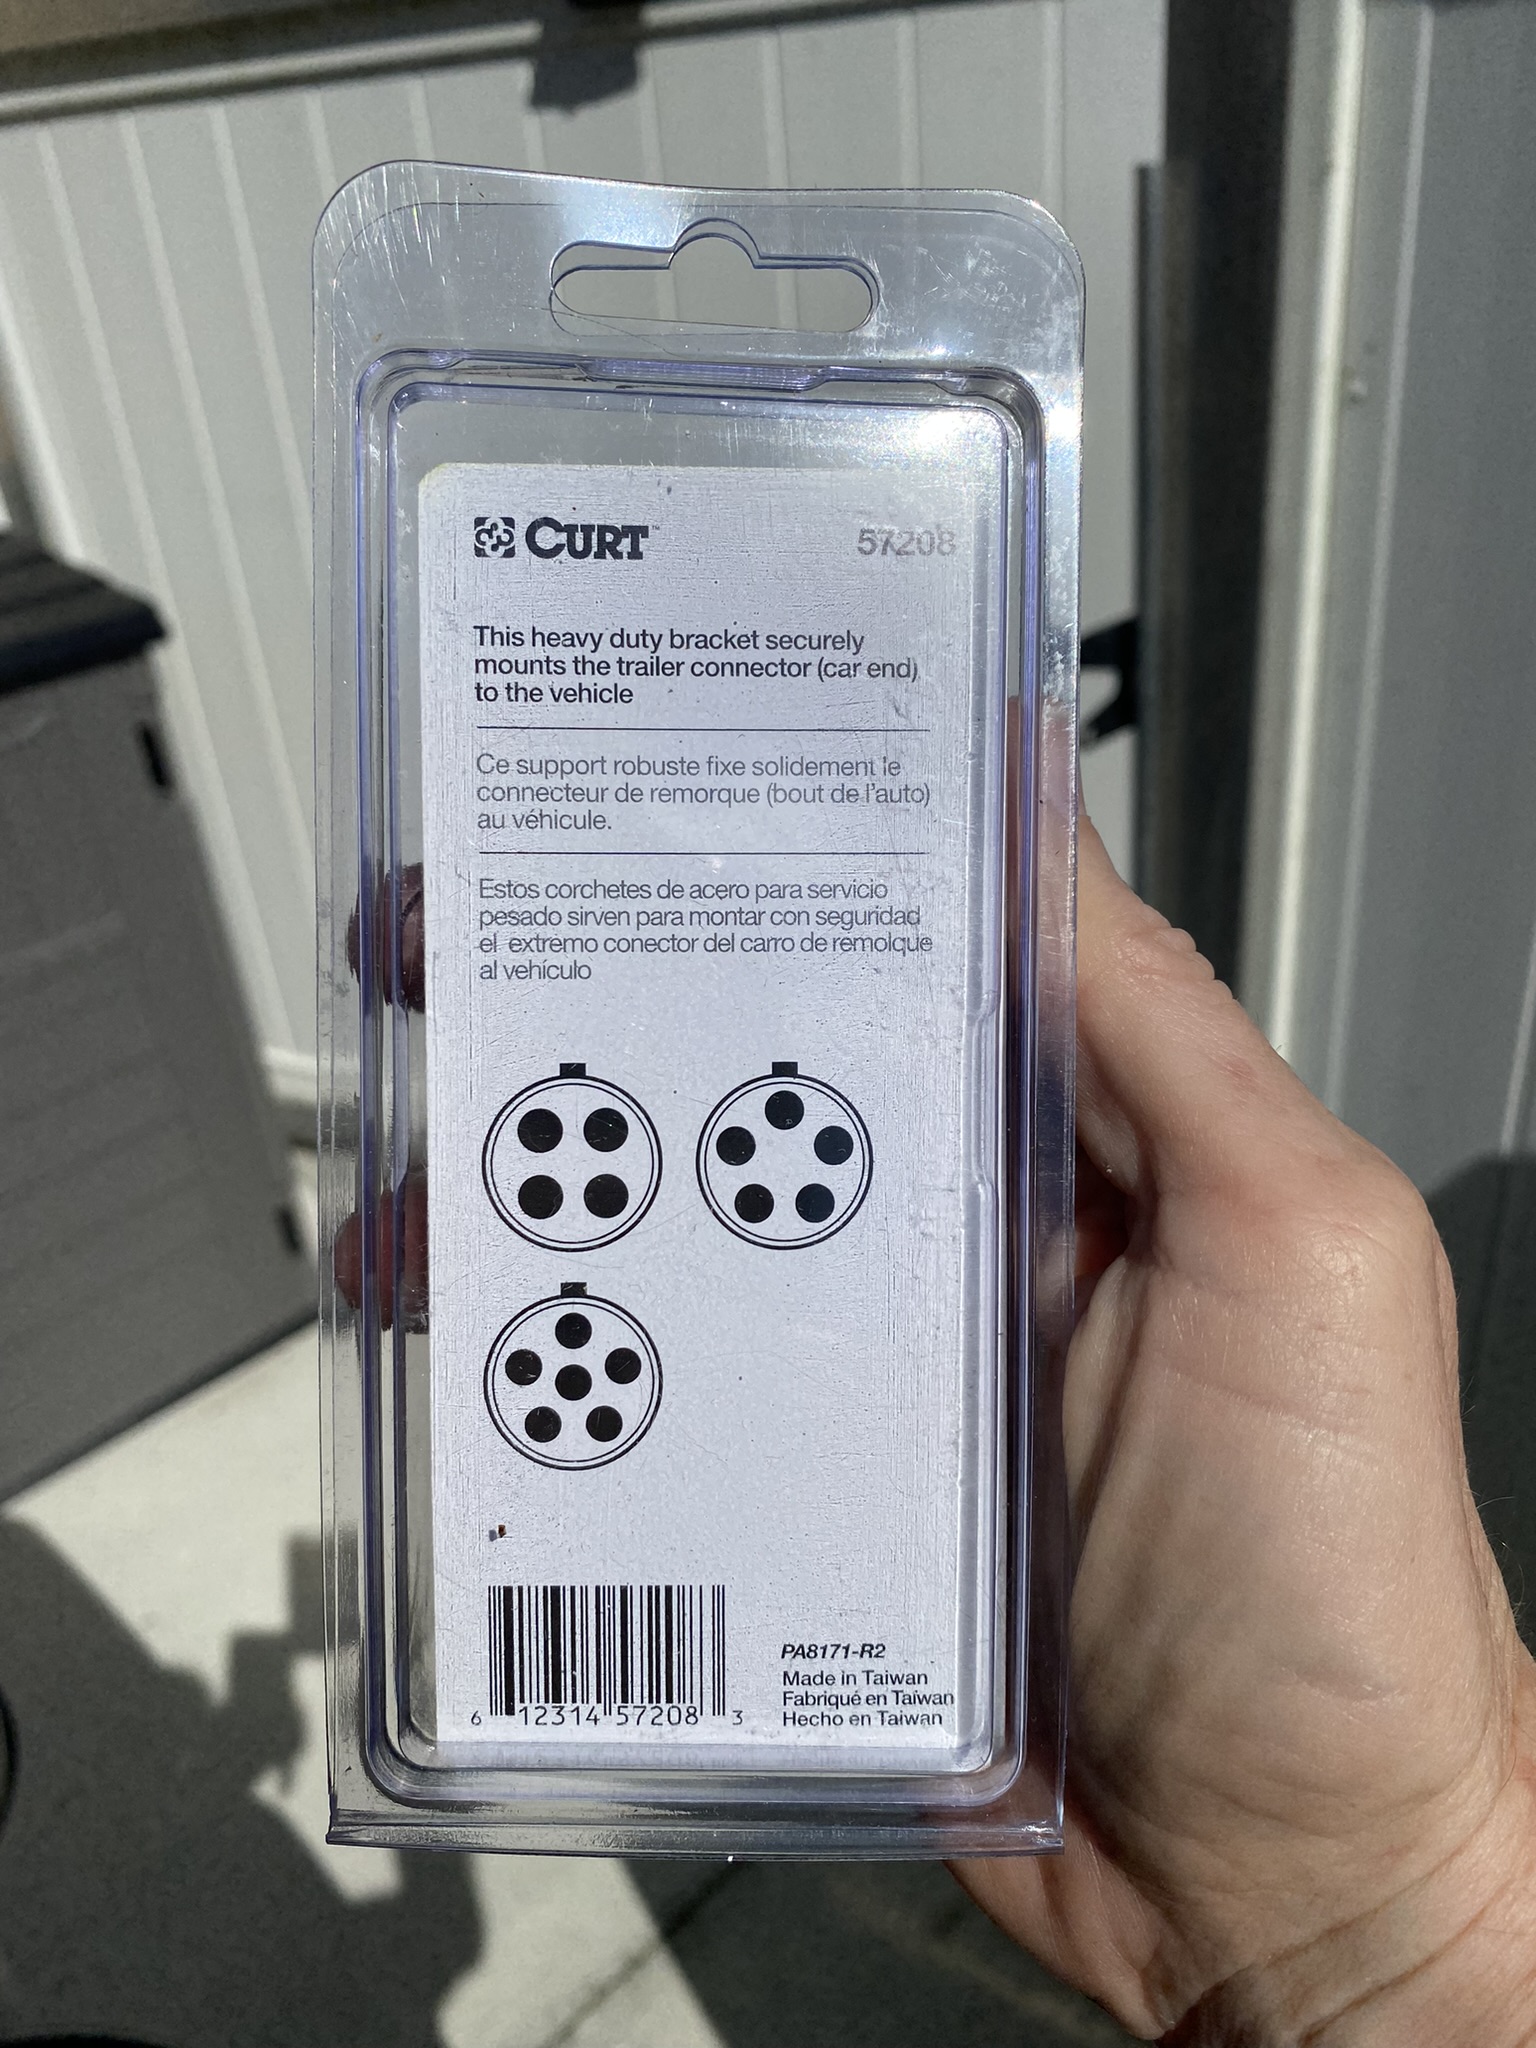 CURT™
57208
This heavy duty bracket securely
mounts the trailer connector (car end)
to the vehicle
Ce support robuste fixe solidement le
connecteur de remorque (bout de l'auto)
au véhicule.
Estos corchetes de acero para servicio
pesado sirven para montar con seguridad
el extremo conector del carro de remolque
al vehículo
6 12314 57208 3
PA8171-R2
Made in Taiwan
Fabriqué en Taiwan
Hecho en Taiwan